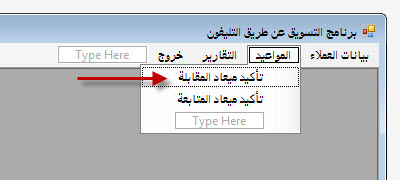 برنامج التسويق عن طريق التليفون
بيانات العملاء المواعيد التقارير خروج Type Here
تأكيد ميعاد المقابلة
تأكيد ميعاد المتابعة
Type Here